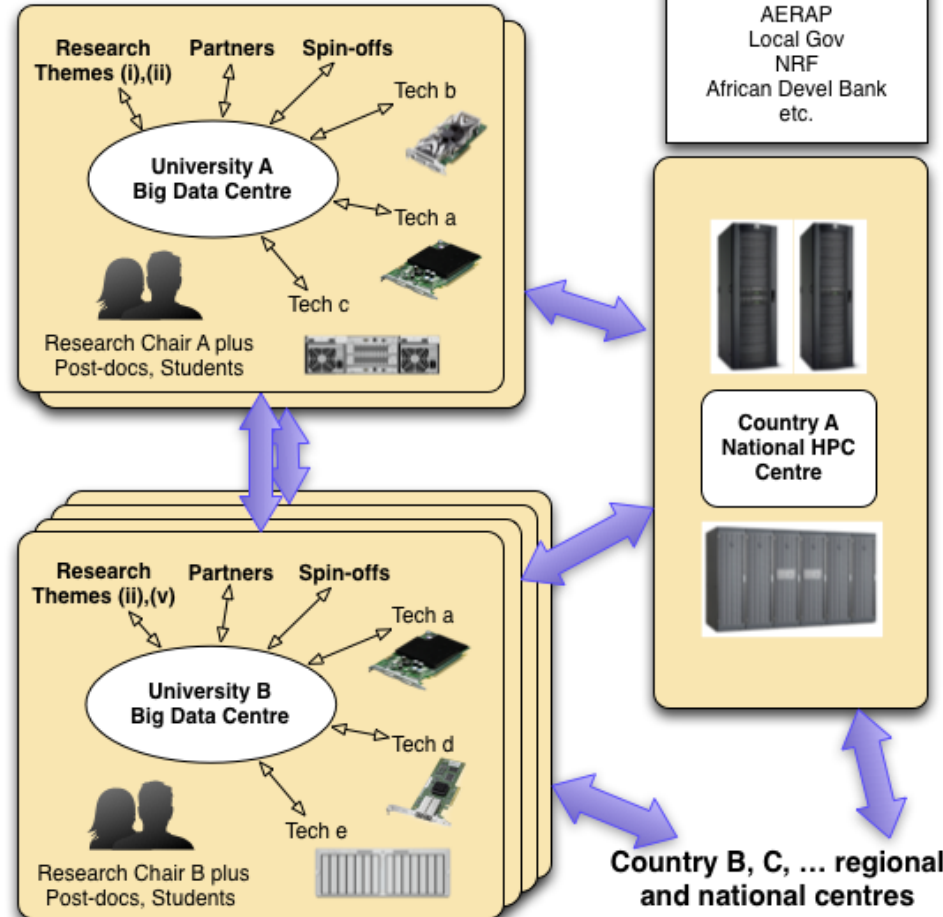 Research
Themes (i),(ii)
Partners
Spin-offs
Tech b
University A
Big Data Centre
Tech a
Tech c
Research Chair A plus
Post-docs, Students
AERAP
Local Gov
NRF
African Devel Bank
etc.
Country A
National HPC
Centre
Research
Themes (ii),(v)
Partners
Spin-offs
Tech a
University B
Big Data Centre
Tech d
Tech e
Research Chair B plus
Post-docs, Students
Country B, C, ... regional
and national centres